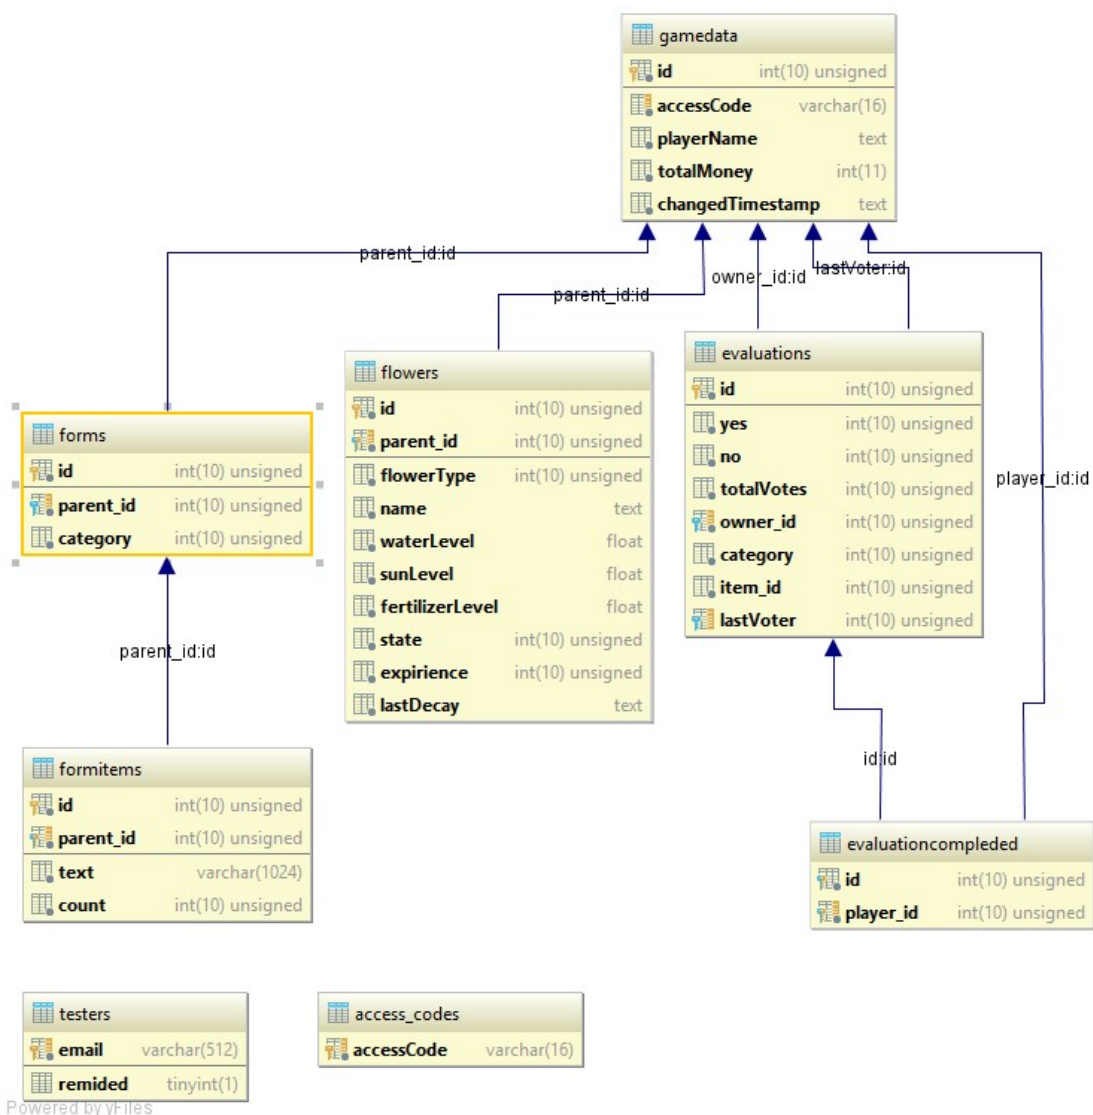 gamedata
id int(10) unsigned
accessCode varchar(16)
playerName text
totalMoney int(11)
changedTimestamp text
parent_id:id
parent_id:id
owner_id:id
lastVoter:id
player_id:id
forms
id int(10) unsigned
parent_id int(10) unsigned
category int(10) unsigned
flowers
id int(10) unsigned
parent_id int(10) unsigned
flowerType int(10) unsigned
name text
waterLevel float
sunLevel float
fertilizerLevel float
state int(10) unsigned
expirience int(10) unsigned
lastDecay text
evaluations
id int(10) unsigned
yes int(10) unsigned
no int(10) unsigned
totalVotes int(10) unsigned
owner_id int(10) unsigned
category int(10) unsigned
item_id int(10) unsigned
lastVoter int(10) unsigned
parent_id:id
id:id
formitems
id int(10) unsigned
parent_id int(10) unsigned
text varchar(1024)
count int(10) unsigned
evaluationcompleded
id int(10) unsigned
player_id int(10) unsigned
testers
email varchar(512)
remided tinyint(1)
access_codes
accessCode varchar(16)
Powered by yFiles